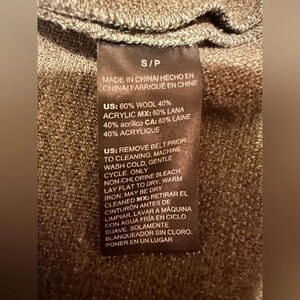 S/P
MADE IN CHINA/ HECHO EN
CHINA/ FABRIQUÉ EN CHINE
US: 60% WOOL 40%
ACRYLIC MX: 60% LANA
40% acrílico CA: 60% LAINE
40% ACRYLIQUE
US: REMOVE BELT PRIOR
TO CLEANING, MACHINE
WASH COLD, GENTLE
CYCLE. ONLY
NON-CHLORINE BLEACH,
LAY FLAT TO DRY. WARM
IRON. MAY BE DRY
CLEANED MX: RETIRAR EL
CINTURÓN ANTES DE
LIMPIAR. LAVAR A MÁQUINA
CON AGUA FRÍA EN CICLO
SUAVE. SOLAMENTE
BLANQUEADOR SIN CLORO.
PONER EN UN LUGAR